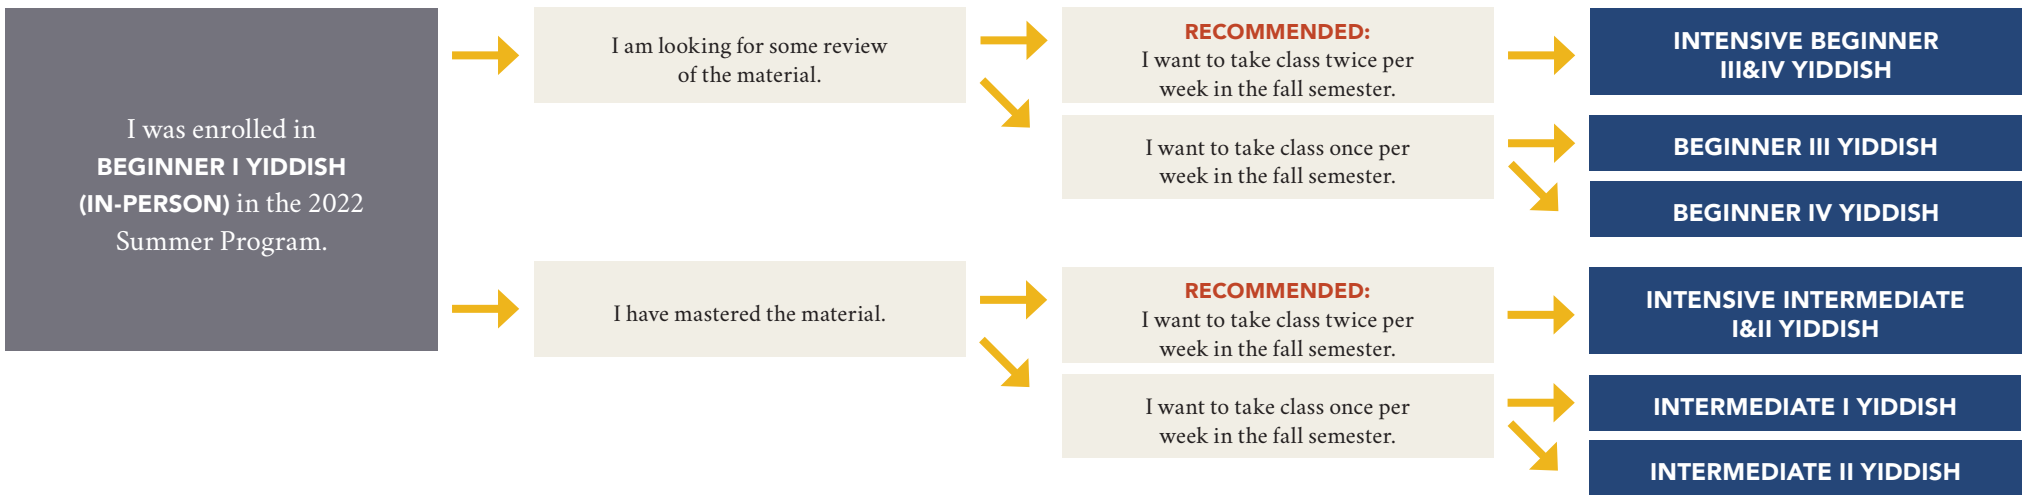 I was enrolled in
BEGINNER I YIDDISH
(IN-PERSON) in the 2022
Summer Program.
I am looking for some review
of the material.
RECOMMENDED:
I want to take class twice per
week in the fall semester.
INTENSIVE BEGINNER
III&IV YIDDISH
I want to take class once per
week in the fall semester.
BEGINNER III YIDDISH
BEGINNER IV YIDDISH
I have mastered the material.
RECOMMENDED:
I want to take class twice per
week in the fall semester.
INTENSIVE INTERMEDIATE
I&II YIDDISH
I want to take class once per
week in the fall semester.
INTERMEDIATE I YIDDISH
INTERMEDIATE II YIDDISH